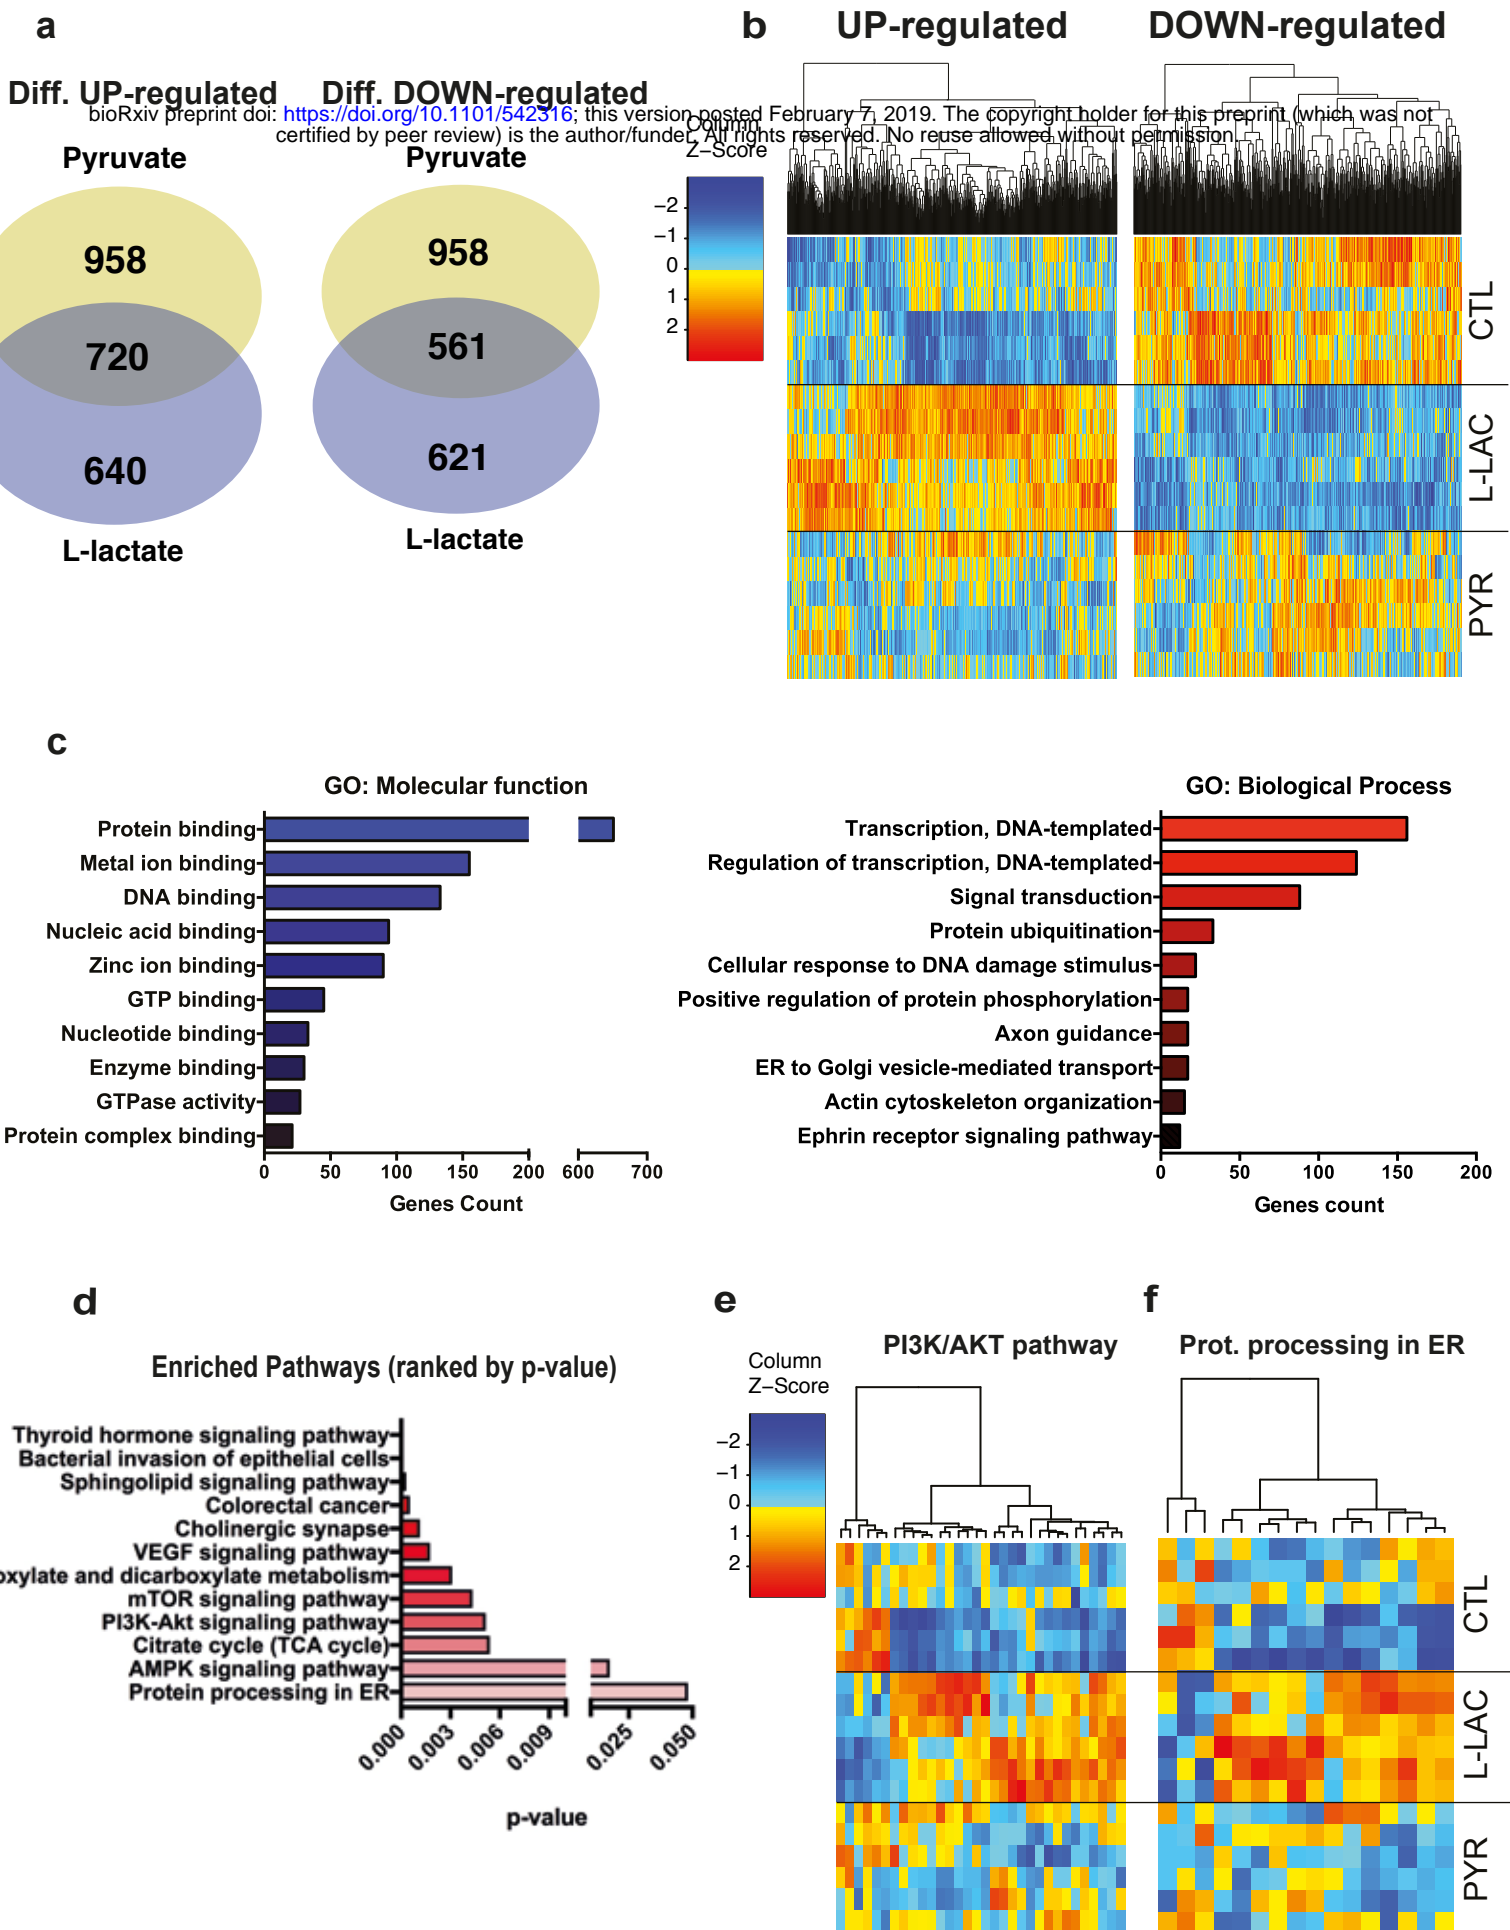 a
b
UP-regulated
DOWN-regulated
Diff. UP-regulated
Diff. DOWN-regulated
bioRxiv preprint doi: https://doi.org/10.1101/542316; this version posted February 7, 2019. The copyright holder for this preprint (which was not
certified by peer review) is the author/funder. All rights reserved. No reuse allowed without permission.
Pyruvate
958
720
640
L-lactate
Pyruvate
958
561
621
L-lactate
Column
Z−Score
−2
−1
0
1
2
CTL
L-LAC
PYR
c
GO: Molecular function
Protein binding
Metal ion binding
DNA binding
Nucleic acid binding
Zinc ion binding
GTP binding
Nucleotide binding
Enzyme binding
GTPase activity
Protein complex binding
0 50 100 150 200 600 700
Genes Count
GO: Biological Process
Transcription, DNA-templated
Regulation of transcription, DNA-templated
Signal transduction
Protein ubiquitination
Cellular response to DNA damage stimulus
Positive regulation of protein phosphorylation
Axon guidance
ER to Golgi vesicle-mediated transport
Actin cytoskeleton organization
Ephrin receptor signaling pathway
0 50 100 150 200
Genes count
d
Enriched Pathways (ranked by p-value)
Thyroid hormone signaling pathway
Bacterial invasion of epithelial cells
Sphingolipid signaling pathway
Colorectal cancer
Cholinergic synapse
VEGF signaling pathway
oxylate and dicarboxylate metabolism
mTOR signaling pathway
PI3K-Akt signaling pathway
Citrate cycle (TCA cycle)
AMPK signaling pathway
Protein processing in ER
0.000 0.003 0.006 0.009 0.025 0.050
p-value
e
PI3K/AKT pathway
Column
Z−Score
−2
−1
0
1
2
f
Prot. processing in ER
CTL
L-LAC
PYR